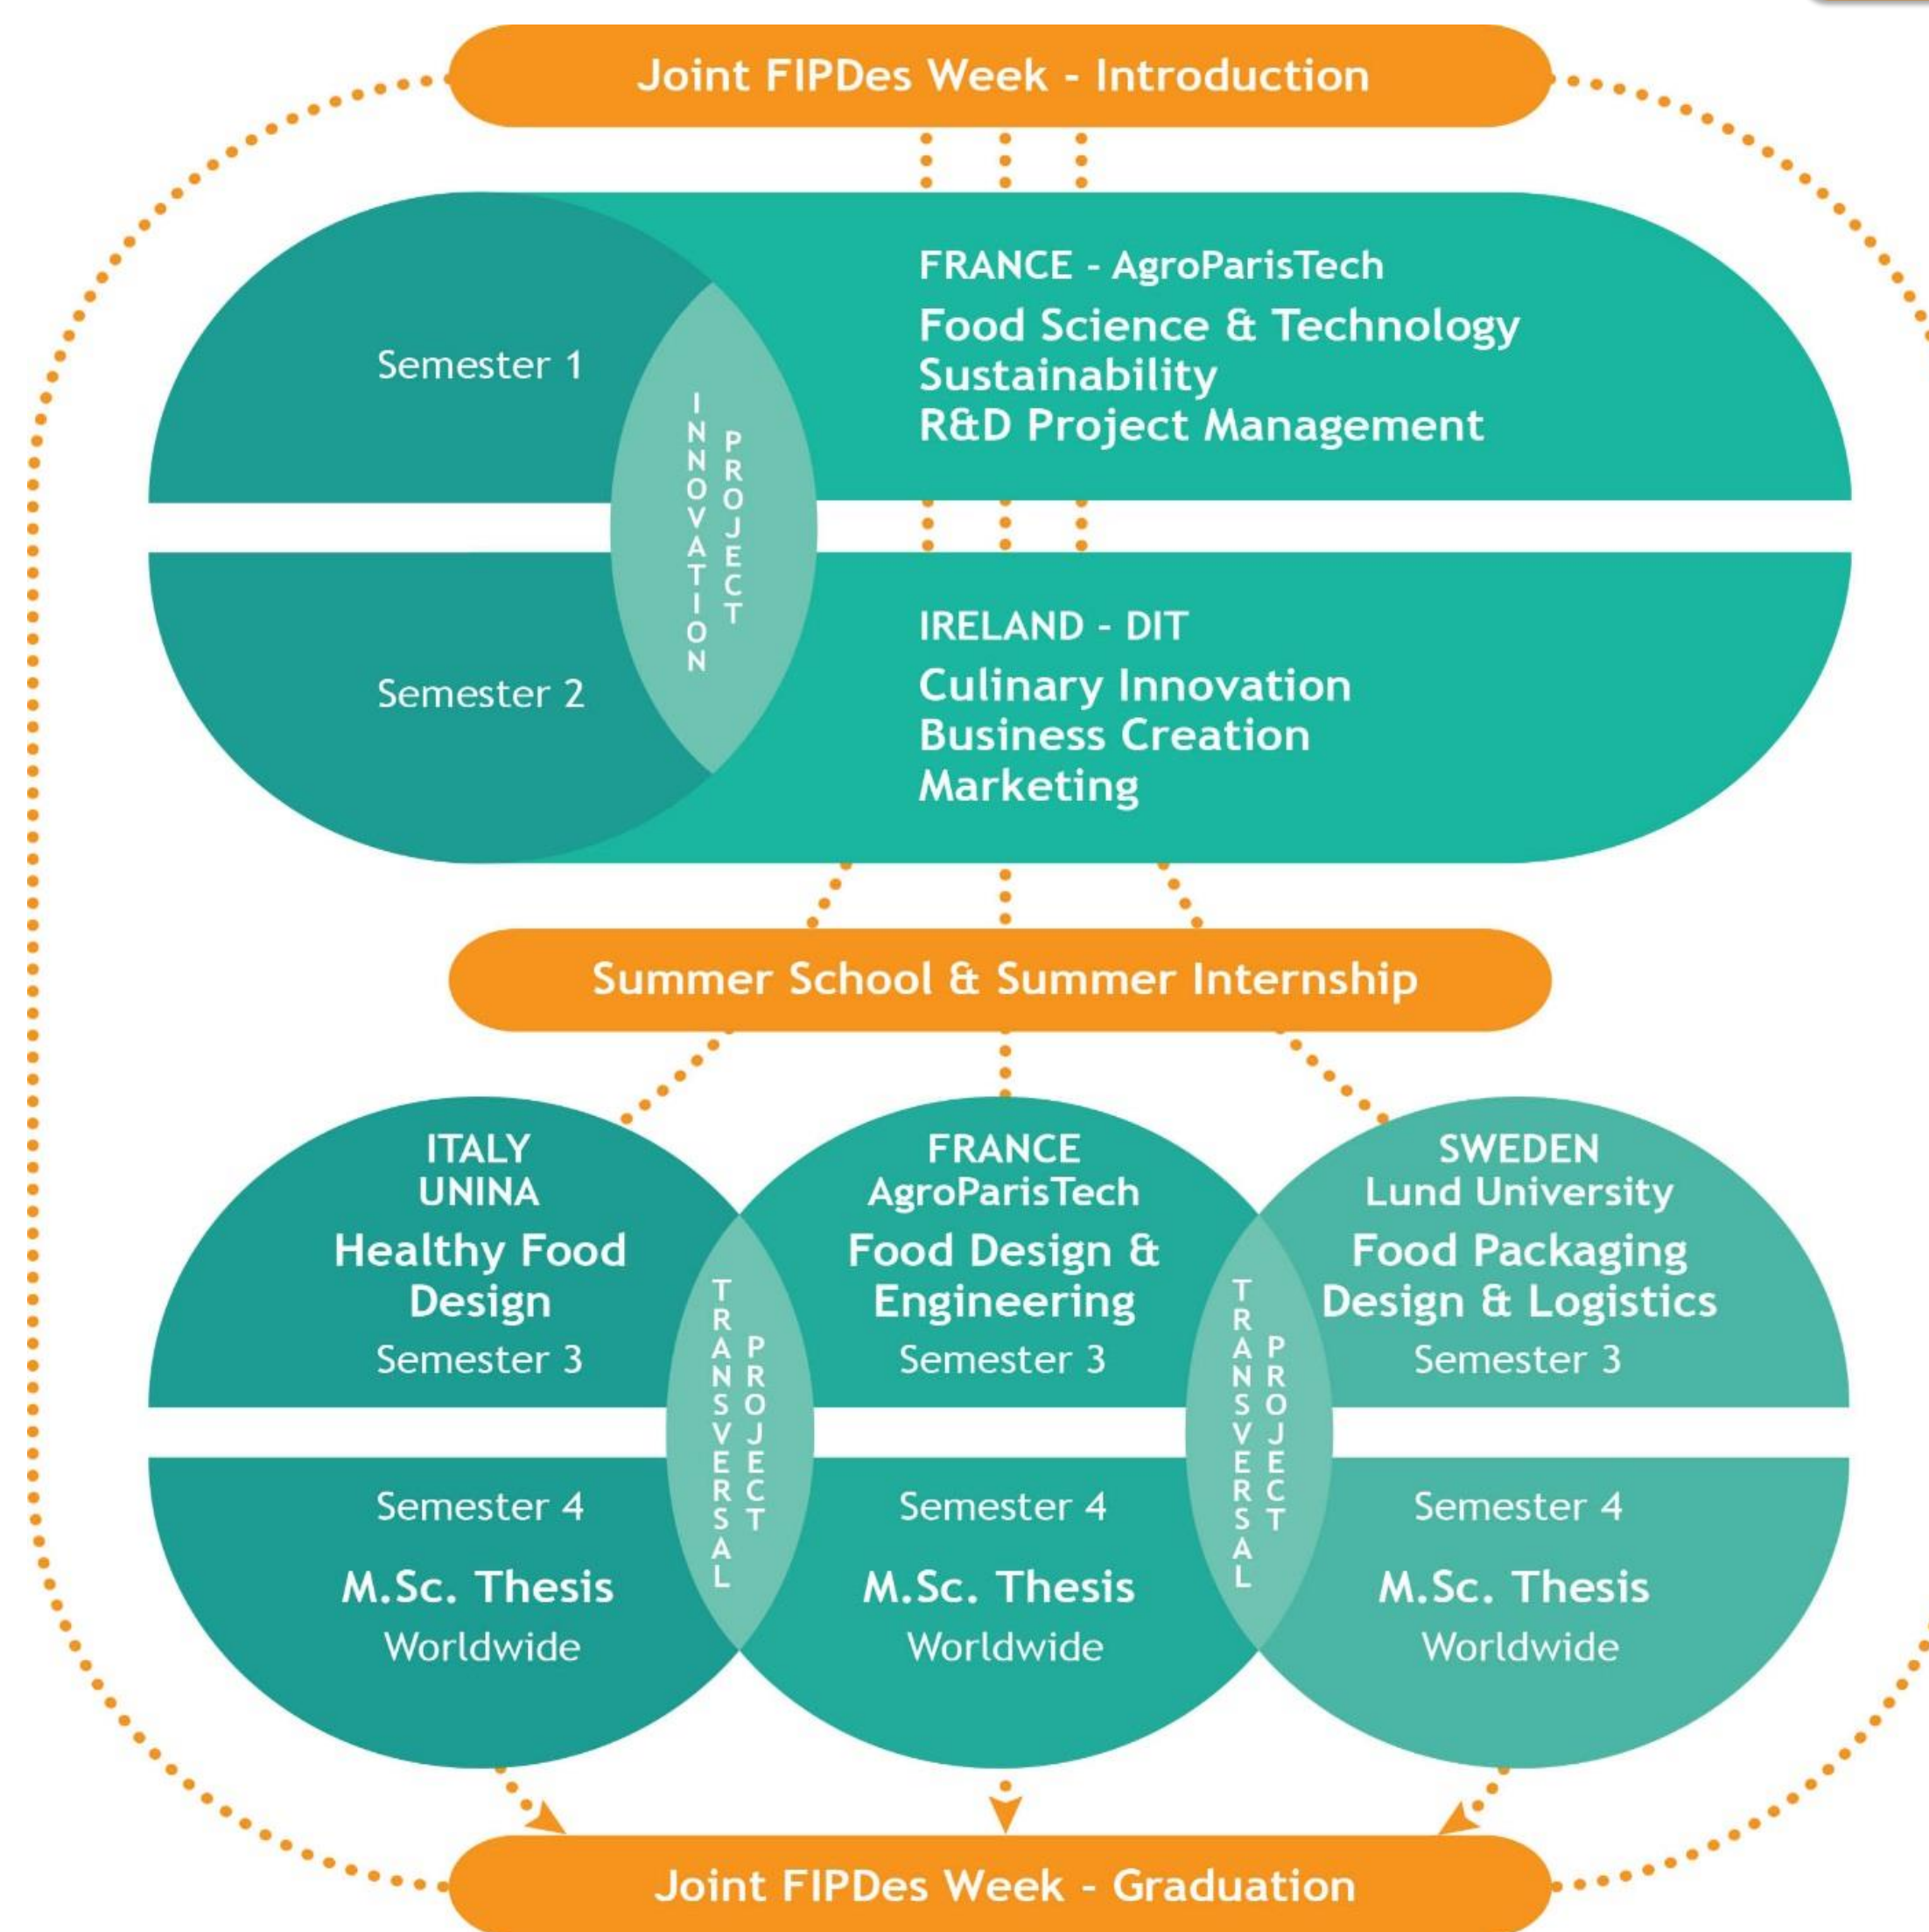 Joint FIPDes Week - Introduction
Semester 1
FRANCE - AgroParisTech
Food Science & Technology
Sustainability
R&D Project Management
INNOVATION
PROJECT
Semester 2
IRELAND - DIT
Culinary Innovation
Business Creation
Marketing
Summer School & Summer Internship
ITALY
UNINA
Healthy Food
Design
Semester 3
TRANSVERSAL
PROJECT
FRANCE
AgroParisTech
Food Design &
Engineering
Semester 3
TRANSVERSAL
PROJECT
SWEDEN
Lund University
Food Packaging
Design & Logistics
Semester 3
Semester 4
M.Sc. Thesis
Worldwide
Semester 4
M.Sc. Thesis
Worldwide
Semester 4
M.Sc. Thesis
Worldwide
Joint FIPDes Week - Graduation